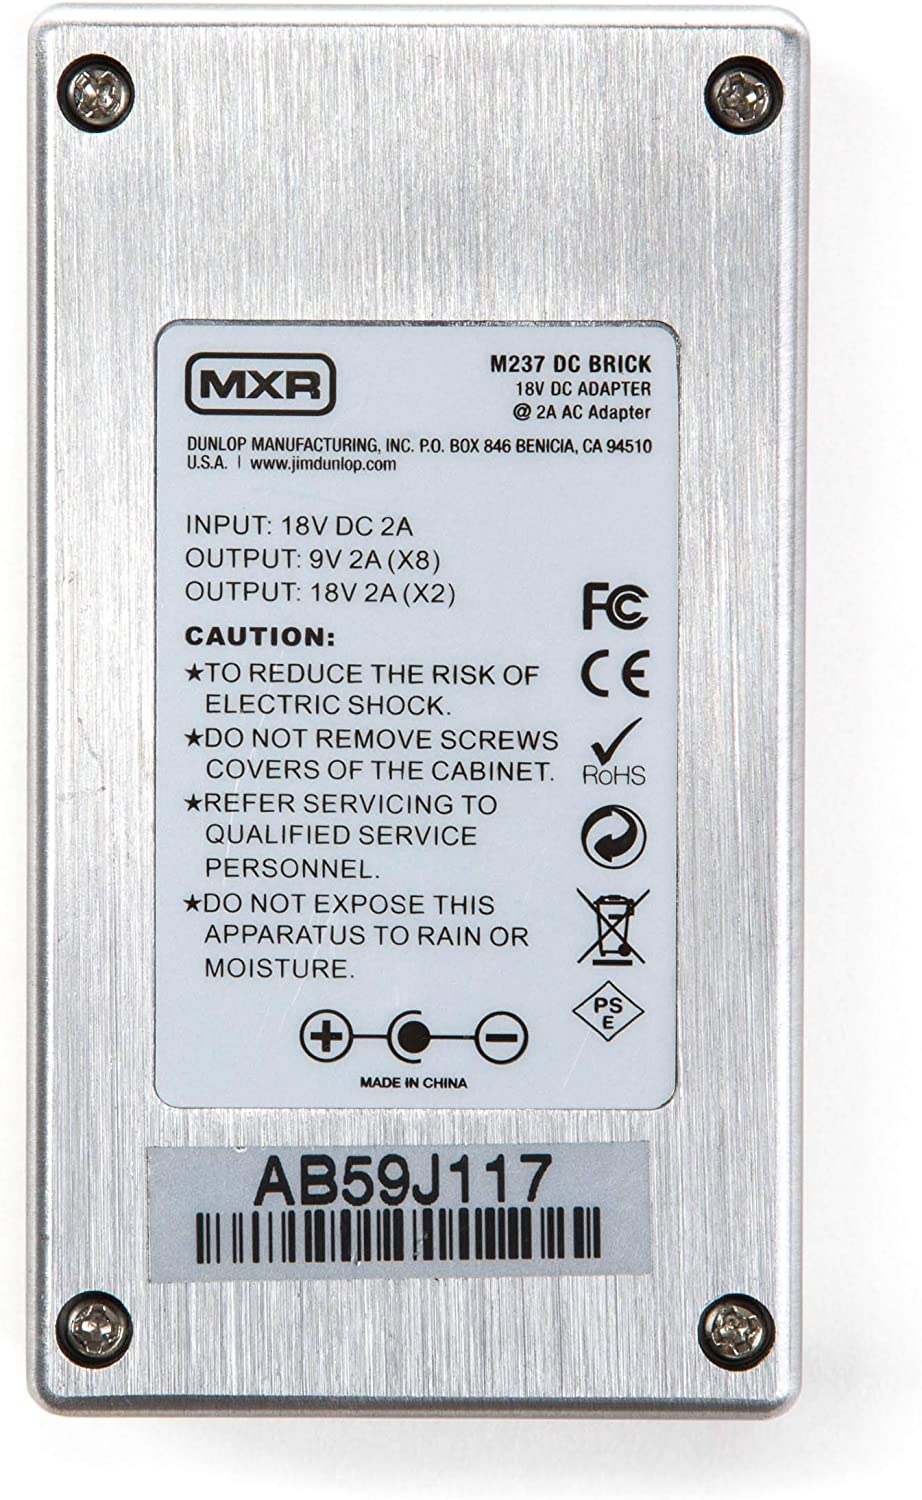 MXR
M237 DC BRICK
18V DC ADAPTER
@ 2A AC Adapter
DUNLOP MANUFACTURING, INC. P.O. BOX 846 BENICIA, CA 94510
U.S.A. | www.jimdunlop.com
INPUT: 18V DC 2A
OUTPUT: 9V 2A (X8)
OUTPUT: 18V 2A (X2)
CAUTION:
★TO REDUCE THE RISK OF
ELECTRIC SHOCK.
★DO NOT REMOVE SCREWS
COVERS OF THE CABINET.
★REFER SERVICING TO
QUALIFIED SERVICE
PERSONNEL.
★DO NOT EXPOSE THIS
APPARATUS TO RAIN OR
MOISTURE.
FC
CE
RoHS
PS
E
+ -
MADE IN CHINA
AB59J117